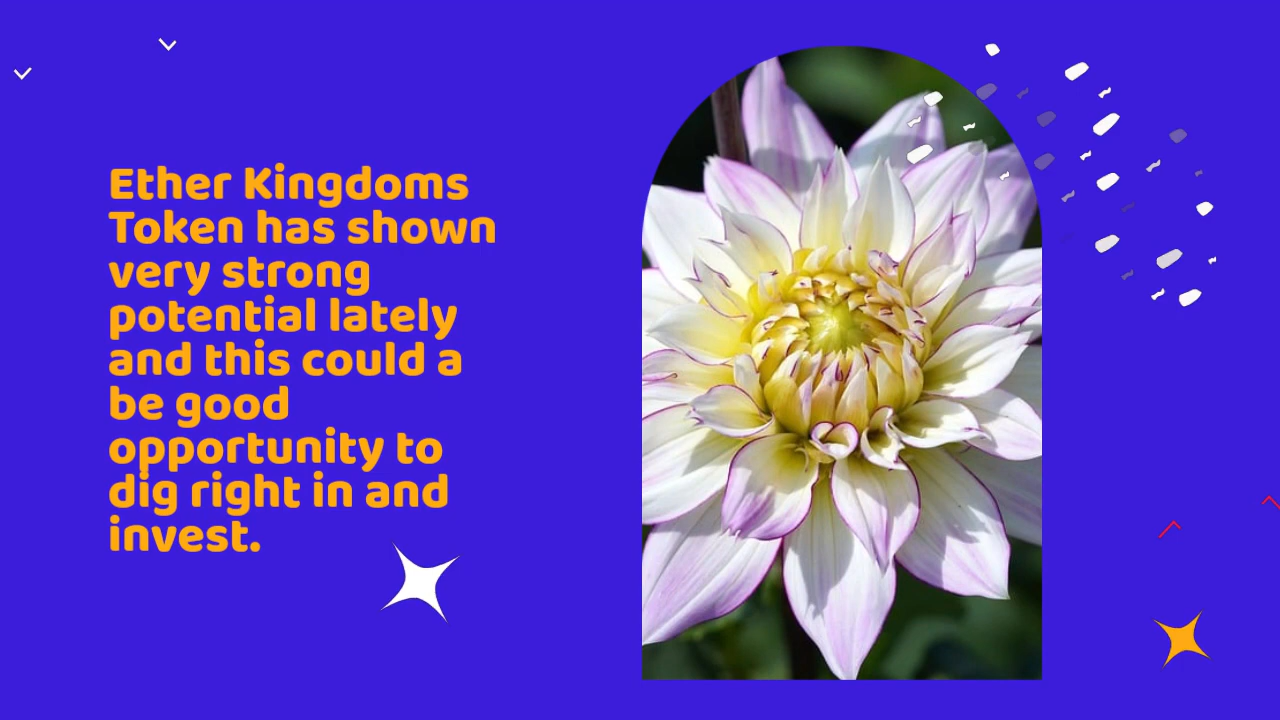 Ether Kingdoms
Token has shown
very strong
potential lately
and this could a
be good
opportunity to
dig right in and
invest.